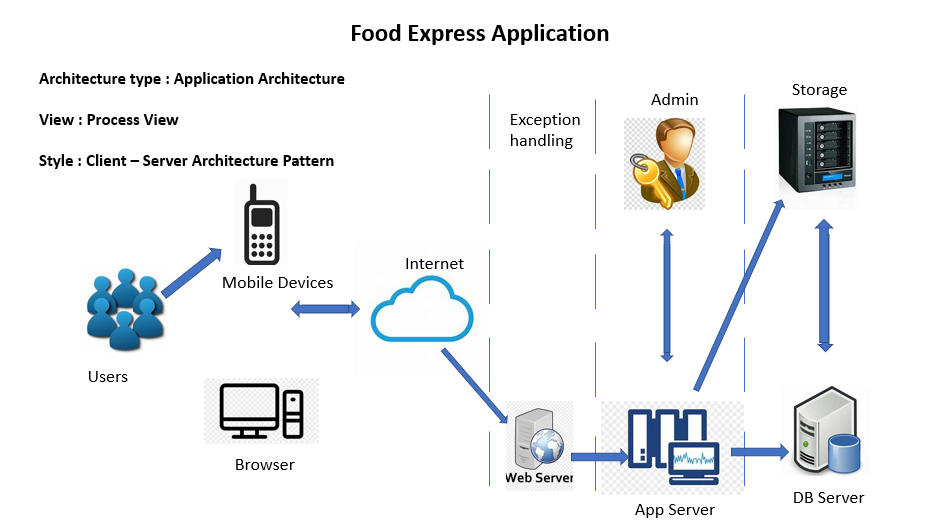 Food Express Application
Architecture type : Application Architecture
View : Process View
Style : Client – Server Architecture Pattern
Exception
handling
Admin
Storage
Mobile Devices
Internet
Users
Browser
Web Server
App Server
DB Server